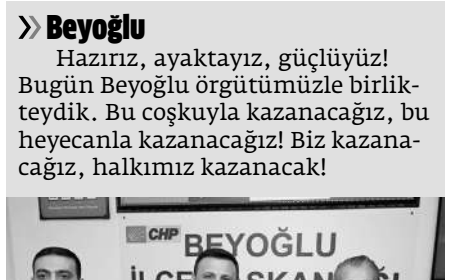 » Beyoğlu
Hazırız, ayaktayız, güçlüyüz!
Bugün Beyoğlu örgütümüzle birlik-
teydik. Bu coşkuyla kazanacağız, bu
heyecanla kazanacağız! Biz kazana-
cağız, halkımız kazanacak!
CHP BEYOĞLU